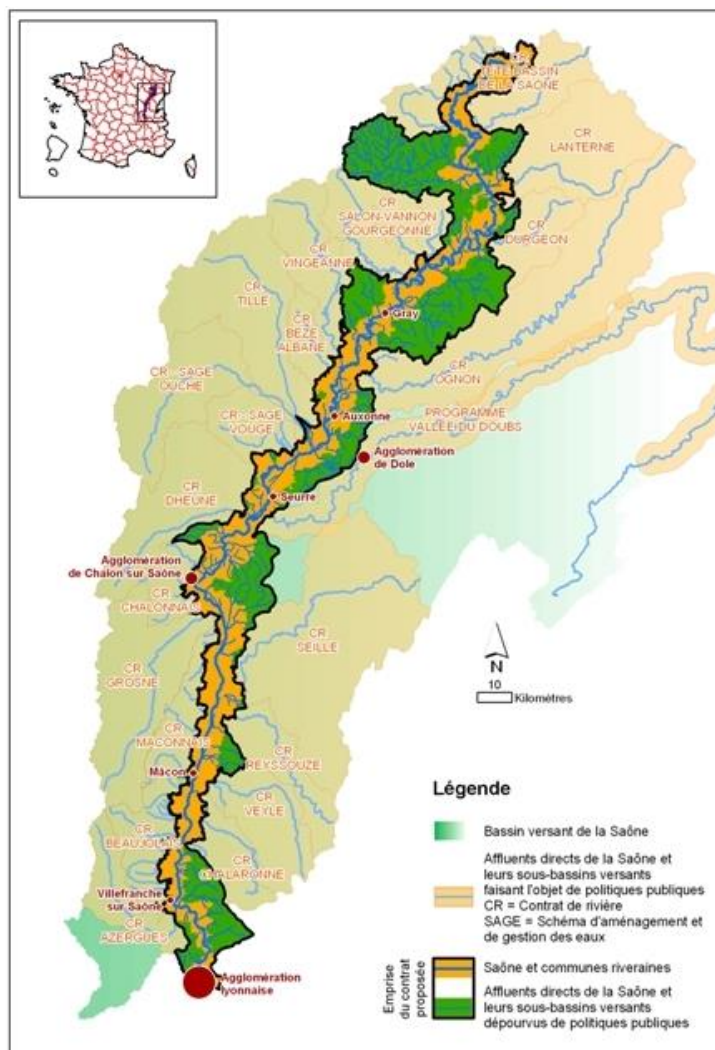 CR
TETE BASSIN
DE LA SAÔNE
CR
LANTERNE
CR
SALON-VANNON
GOURGEONNE
CR
DURGEON
CR
VINGEANNE
CR
TILLE
CR
BEZE
ALBANE
Gray
CR
OGNON
CR - SAGE
OUCHE
CR - SAGE
VOUGE
Auxonne
PROGRAMME
VALLEE DU DOUBS
Agglomération
de Dole
CR
DHEUNE
Seurre
Agglomération
de Chalon sur Saône
CR
CHALONNAIS
CR
SEILLE
CR
GROSNE
N
10
Kilomètres
CR
MACONNAIS
CR
REYSSOUZE
Mâcon
CR
VEYLE
CR
BEAUJOLAIS
CR
CHALARONNE
Villefranche
sur Saône
CR
AZERGUES
Agglomération
lyonnaise
Légende
Bassin versant de la Saône
Affluents directs de la Saône et
leurs sous-bassins versants
faisant l'objet de politiques publiques
CR = Contrat de rivière
SAGE = Schéma d'aménagement et
de gestion des eaux
Emprise
du contrat
proposée
Saône et communes riveraines
Affluents directs de la Saône et
leurs sous-bassins versants
dépourvus de politiques publiques